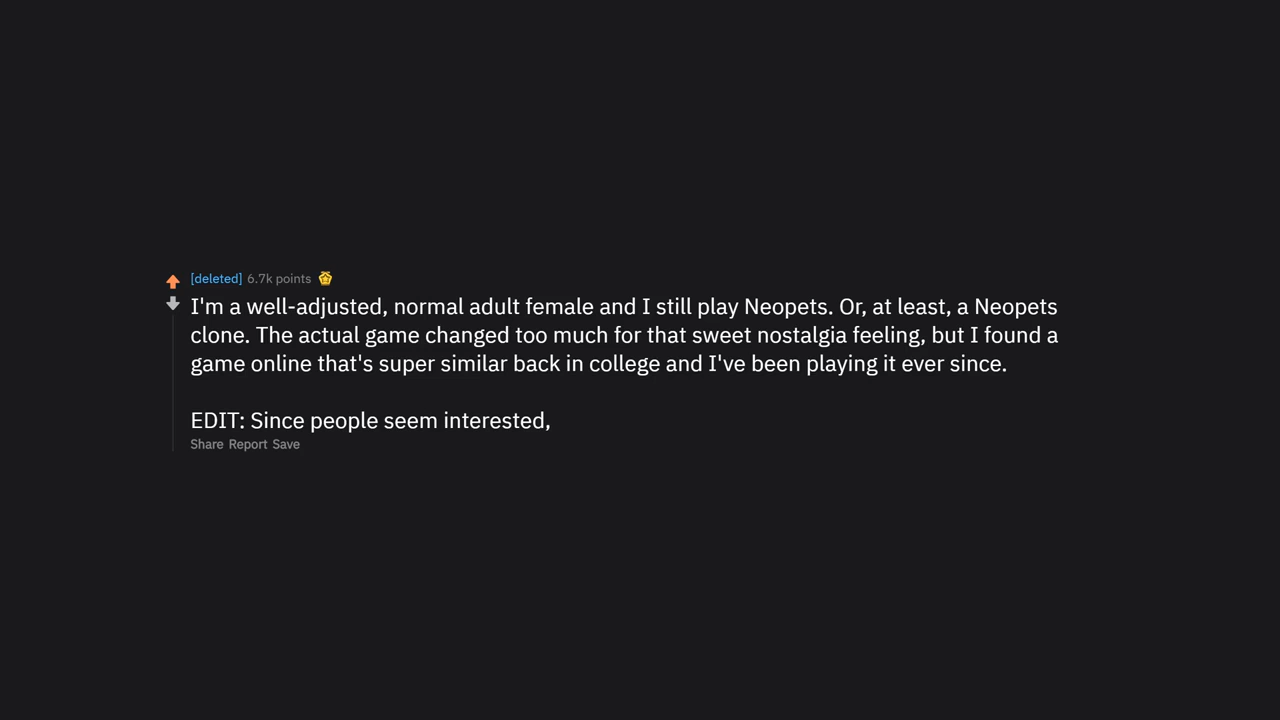 [deleted] 6.7k points
I'm a well-adjusted, normal adult female and I still play Neopets. Or, at least, a Neopets
clone. The actual game changed too much for that sweet nostalgia feeling, but I found a
game online that's super similar back in college and I've been playing it ever since.
EDIT: Since people seem interested,
Share Report Save